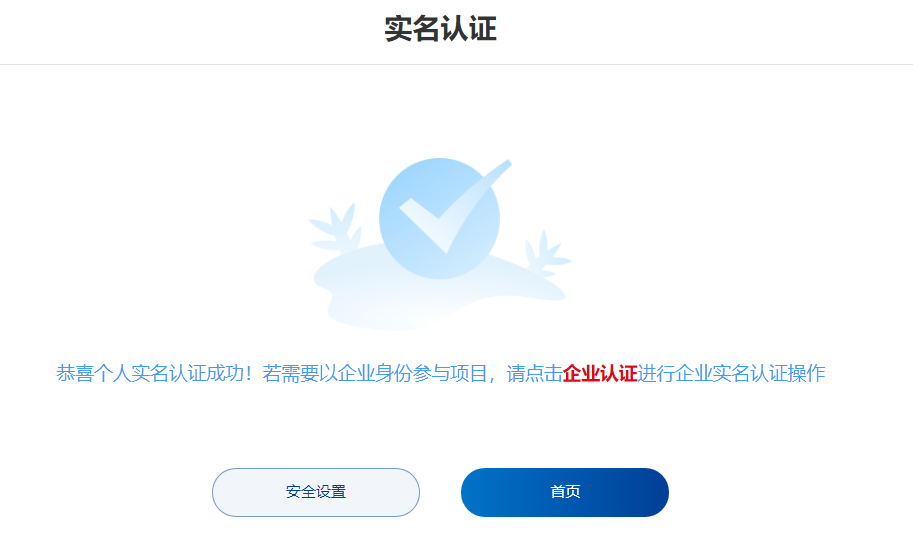 实名认证
恭喜个人实名认证成功！若需要以企业身份参与项目，请点击企业认证进行企业实名认证操作
安全设置
首页